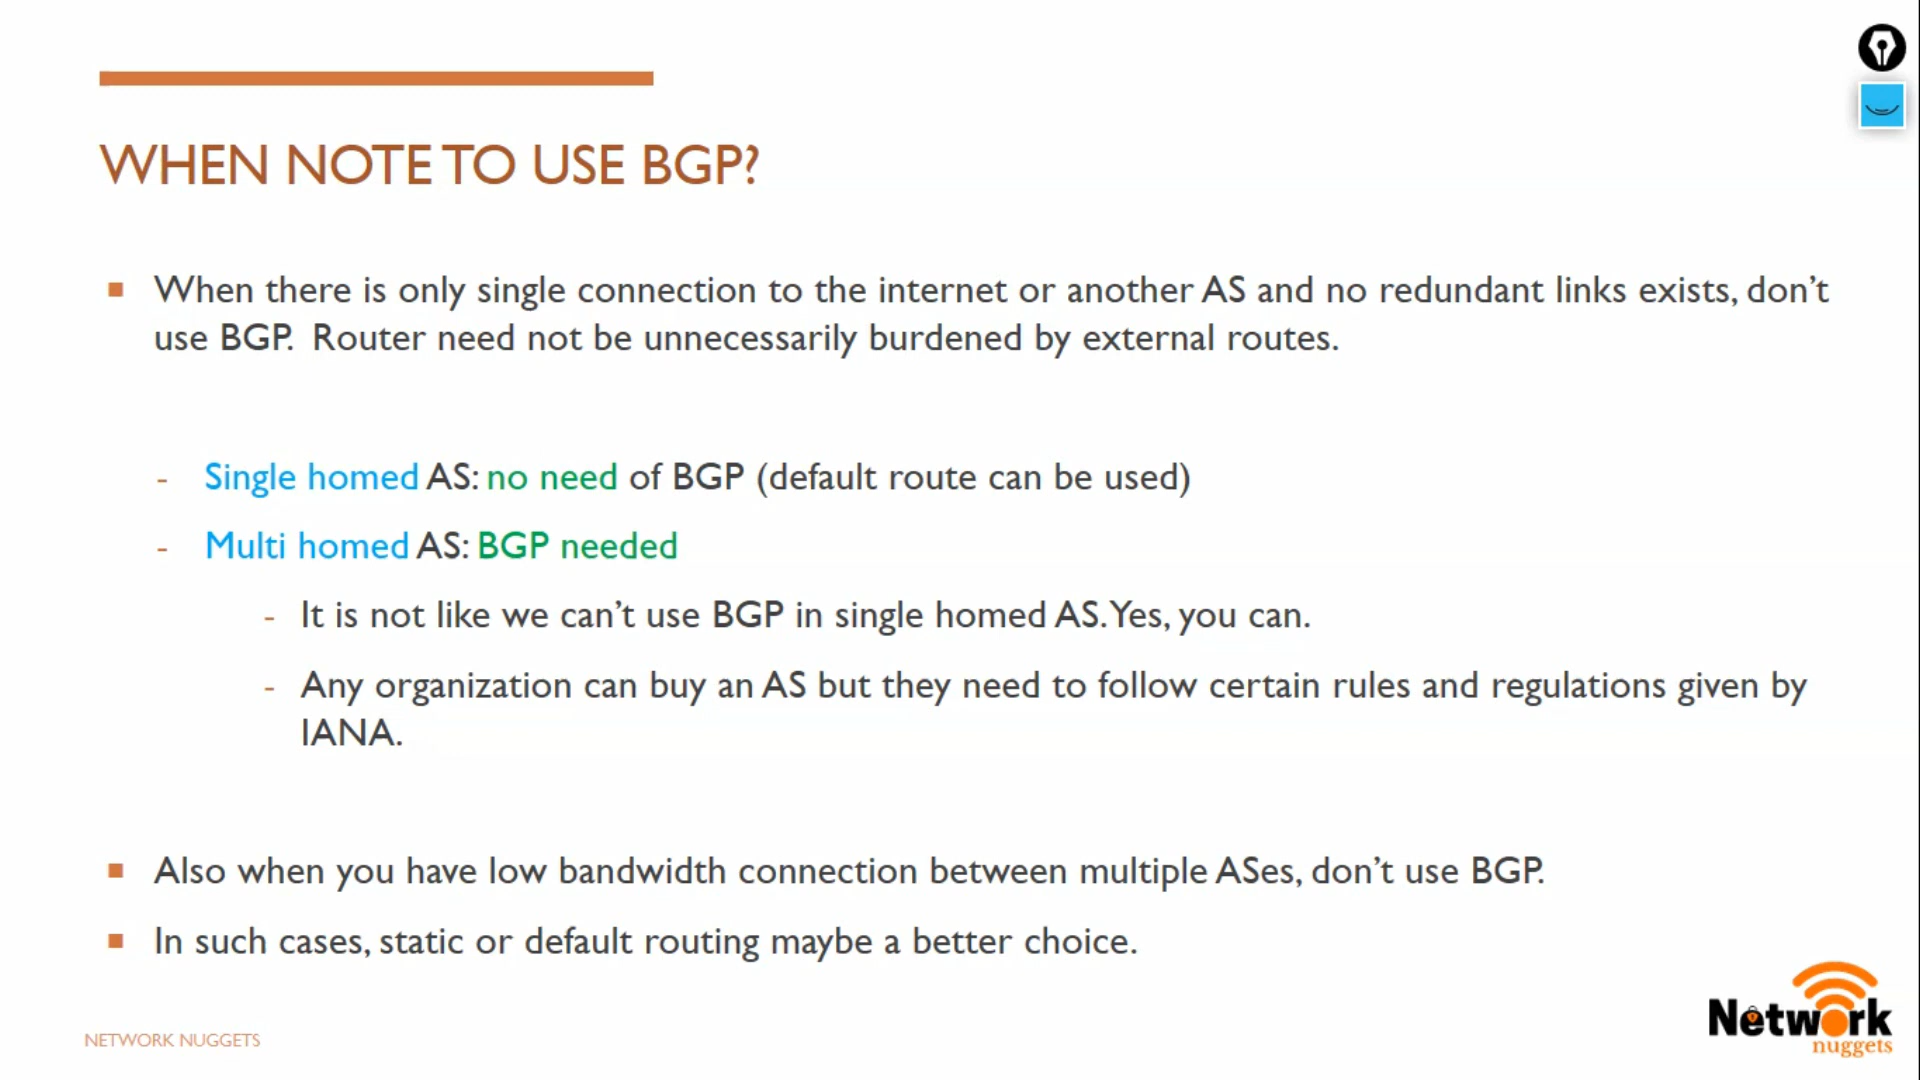 WHEN NOTE TO USE BGP?
▪ When there is only single connection to the internet or another AS and no redundant links exists, don’t
use BGP. Router need not be unnecessarily burdened by external routes.
- Single homed AS: no need of BGP (default route can be used)
- Multi homed AS: BGP needed
- It is not like we can’t use BGP in single homed AS. Yes, you can.
- Any organization can buy an AS but they need to follow certain rules and regulations given by
IANA.
▪ Also when you have low bandwidth connection between multiple ASes, don’t use BGP.
▪ In such cases, static or default routing maybe a better choice.
NETWORK NUGGETS
Network
nuggets